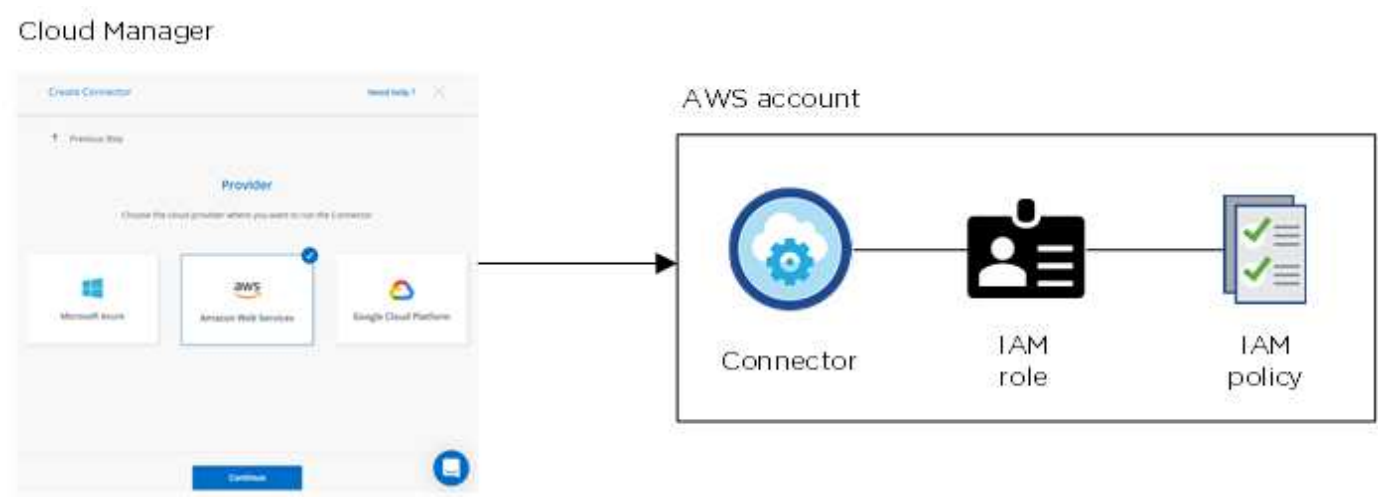 Cloud Manager
Create Connector
Need help ?
Previous Step
Provider
Choose the cloud provider where you want to run the Connector
Microsoft Azure
aws
Amazon Web Services
Google Cloud Platform
Continue
AWS account
Connector
IAM
role
IAM
policy